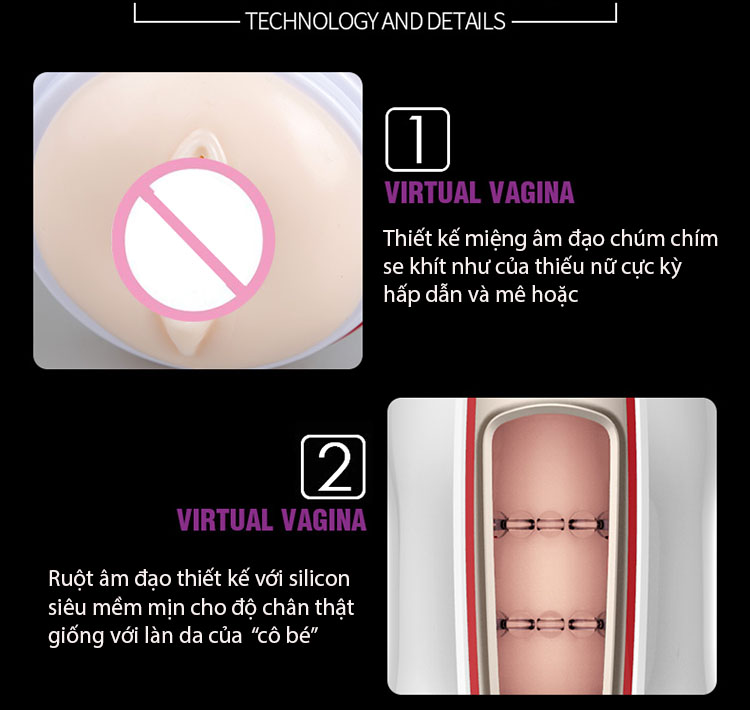 TECHNOLOGY AND DETAILS
1
VIRTUAL VAGINA
Thiết kế miệng âm đạo chúm chím
se khít như của thiếu nữ cực kỳ
hấp dẫn và mê hoặc
2
VIRTUAL VAGINA
Ruột âm đạo thiết kế với silicon
siêu mềm mịn cho độ chân thật
giống với làn da của "cô bé"